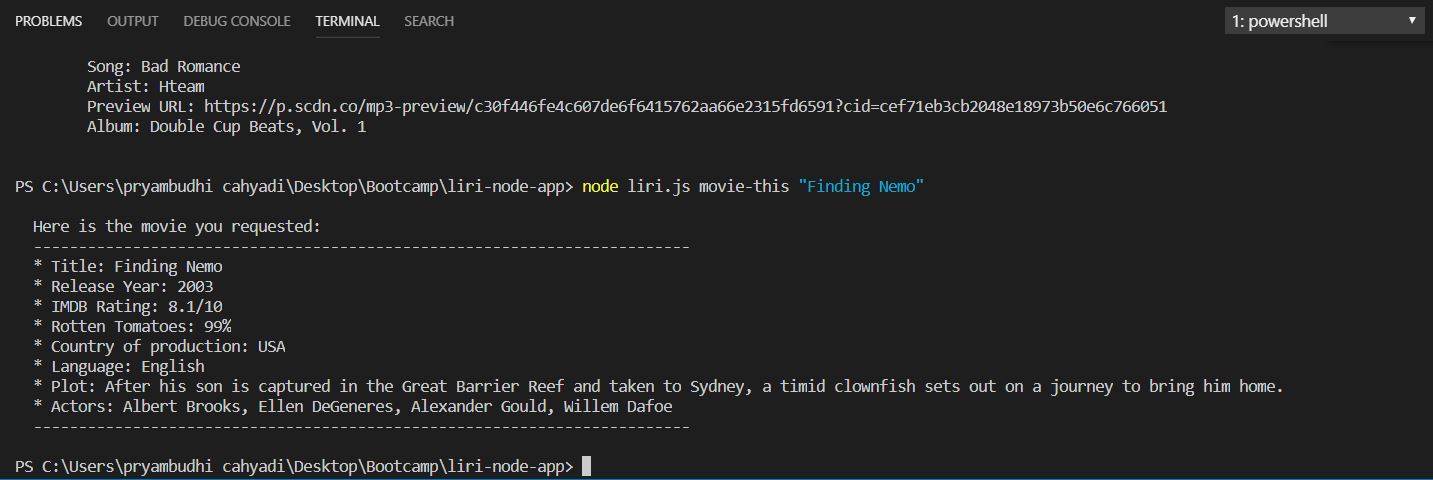 PROBLEMS OUTPUT DEBUG CONSOLE TERMINAL SEARCH 1: powershell
Song: Bad Romance
Artist: Hteam
Preview URL: https://p.scdn.co/mp3-preview/c30f446fe4c607de6f6415762aa66e2315fd6591?cid=cef71eb3cb2048e18973b50e6c766051
Album: Double Cup Beats, Vol. 1
PS C:\Users\pryambudhi cahyadi\Desktop\Bootcamp\liri-node-app> node liri.js movie-this "Finding Nemo"
Here is the movie you requested:
-------------------------------------------------------------------------
* Title: Finding Nemo
* Release Year: 2003
* IMDB Rating: 8.1/10
* Rotten Tomatoes: 99%
* Country of production: USA
* Language: English
* Plot: After his son is captured in the Great Barrier Reef and taken to Sydney, a timid clownfish sets out on a journey to bring him home.
* Actors: Albert Brooks, Ellen DeGeneres, Alexander Gould, Willem Dafoe
-------------------------------------------------------------------------
PS C:\Users\pryambudhi cahyadi\Desktop\Bootcamp\liri-node-app>